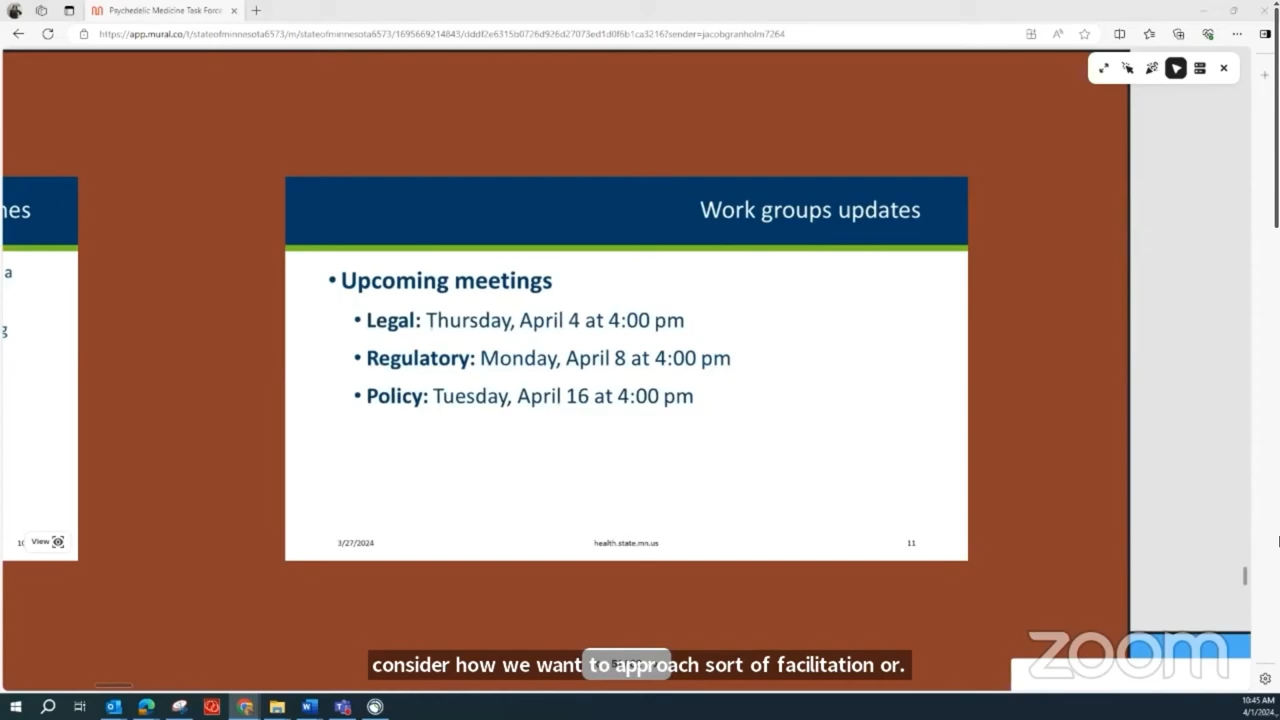 Psychedelic Medicine Task Force
https://app.mural.co/t/stateofminnesota6573/m/stateofminnesota6573/1695669214843/dddf2e6315b0726d926d27073ed1d0f6b1ca3216?sender=jacobgranholm7264
nes
Work groups updates
a
• Upcoming meetings
• Legal: Thursday, April 4 at 4:00 pm
g
• Regulatory: Monday, April 8 at 4:00 pm
• Policy: Tuesday, April 16 at 4:00 pm
View
3/27/2024
health.state.mn.us
11
consider how we want to approach sort of facilitation or.
zoom
10:45 AM
4/1/2024